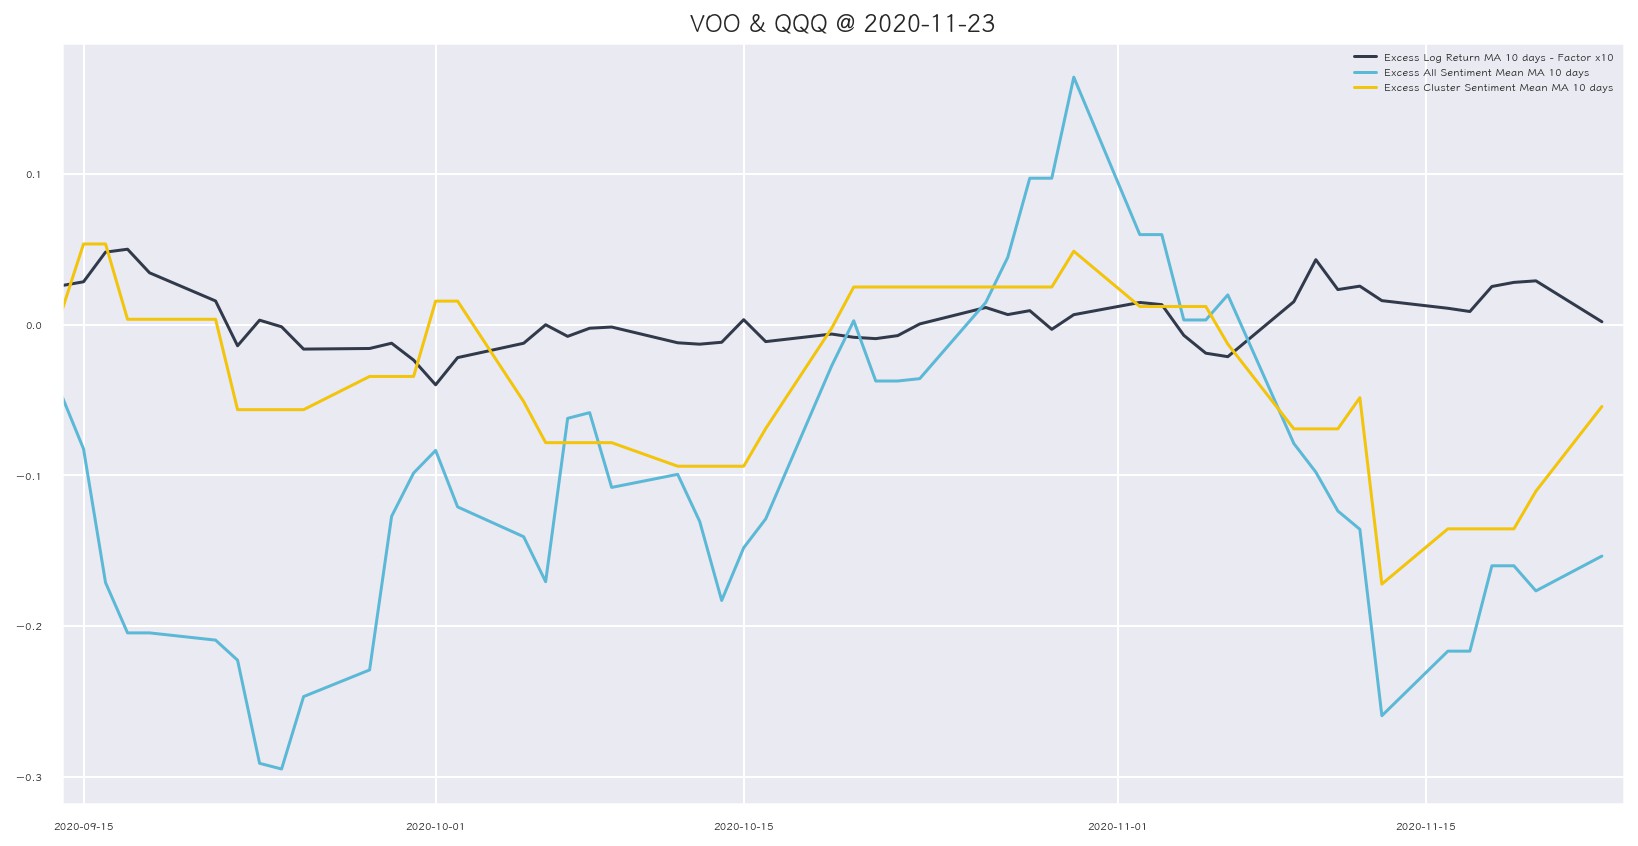 VOO & QQQ @ 2020-11-23
Excess Log Return MA 10 days - Factor x10
Excess All Sentiment Mean MA 10 days
Excess Cluster Sentiment Mean MA 10 days
0.1
0.0
−0.1
−0.2
−0.3
2020-09-15 2020-10-01 2020-10-15 2020-11-01 2020-11-15